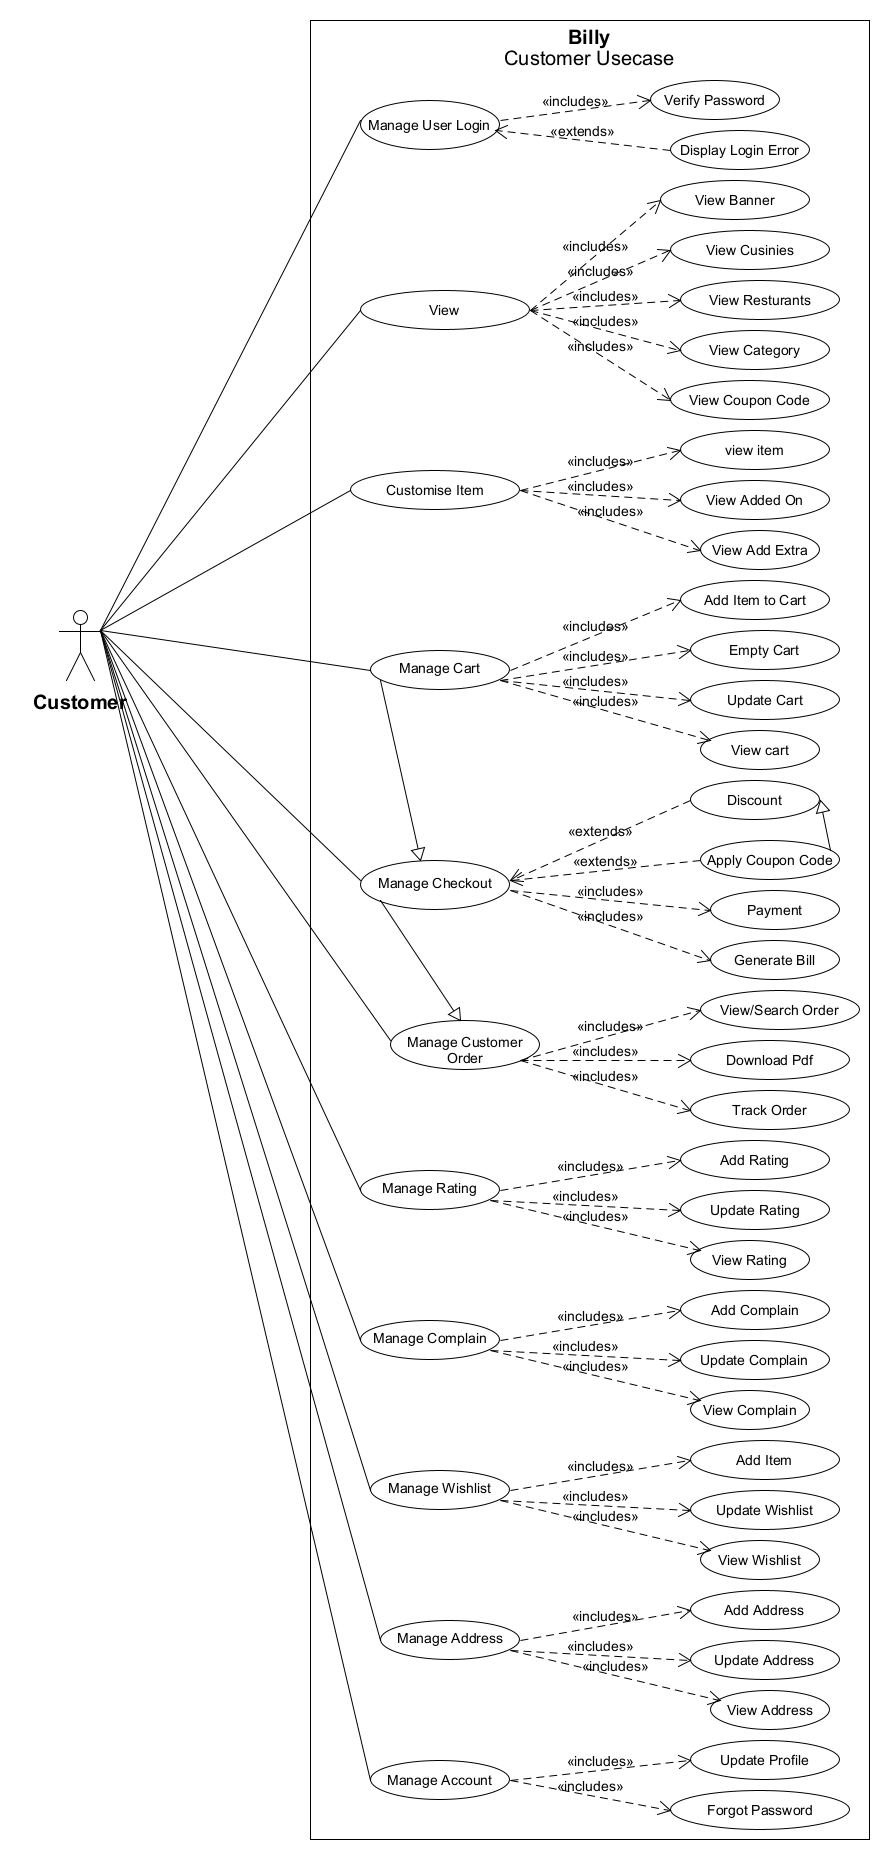 Billy
Customer Usecase
Manage User Login
«includes»
Verify Password
«extends»
Display Login Error
View
«includes»
View Banner
«includes»
View Cusinies
«includes»
View Resturants
«includes»
View Category
«includes»
View Coupon Code
Customise Item
«includes»
view item
«includes»
View Added On
«includes»
View Add Extra
Customer
Manage Cart
«includes»
Add Item to Cart
«includes»
Empty Cart
«includes»
Update Cart
«includes»
View cart
Manage Checkout
«extends»
Discount
«extends»
Apply Coupon Code
«includes»
Payment
«includes»
Generate Bill
Manage Customer
Order
«includes»
View/Search Order
«includes»
Download Pdf
«includes»
Track Order
Manage Rating
«includes»
Add Rating
«includes»
Update Rating
«includes»
View Rating
Manage Complain
«includes»
Add Complain
«includes»
Update Complain
«includes»
View Complain
Manage Wishlist
«includes»
Add Item
«includes»
Update Wishlist
«includes»
View Wishlist
Manage Address
«includes»
Add Address
«includes»
Update Address
«includes»
View Address
Manage Account
«includes»
Update Profile
«includes»
Forgot Password